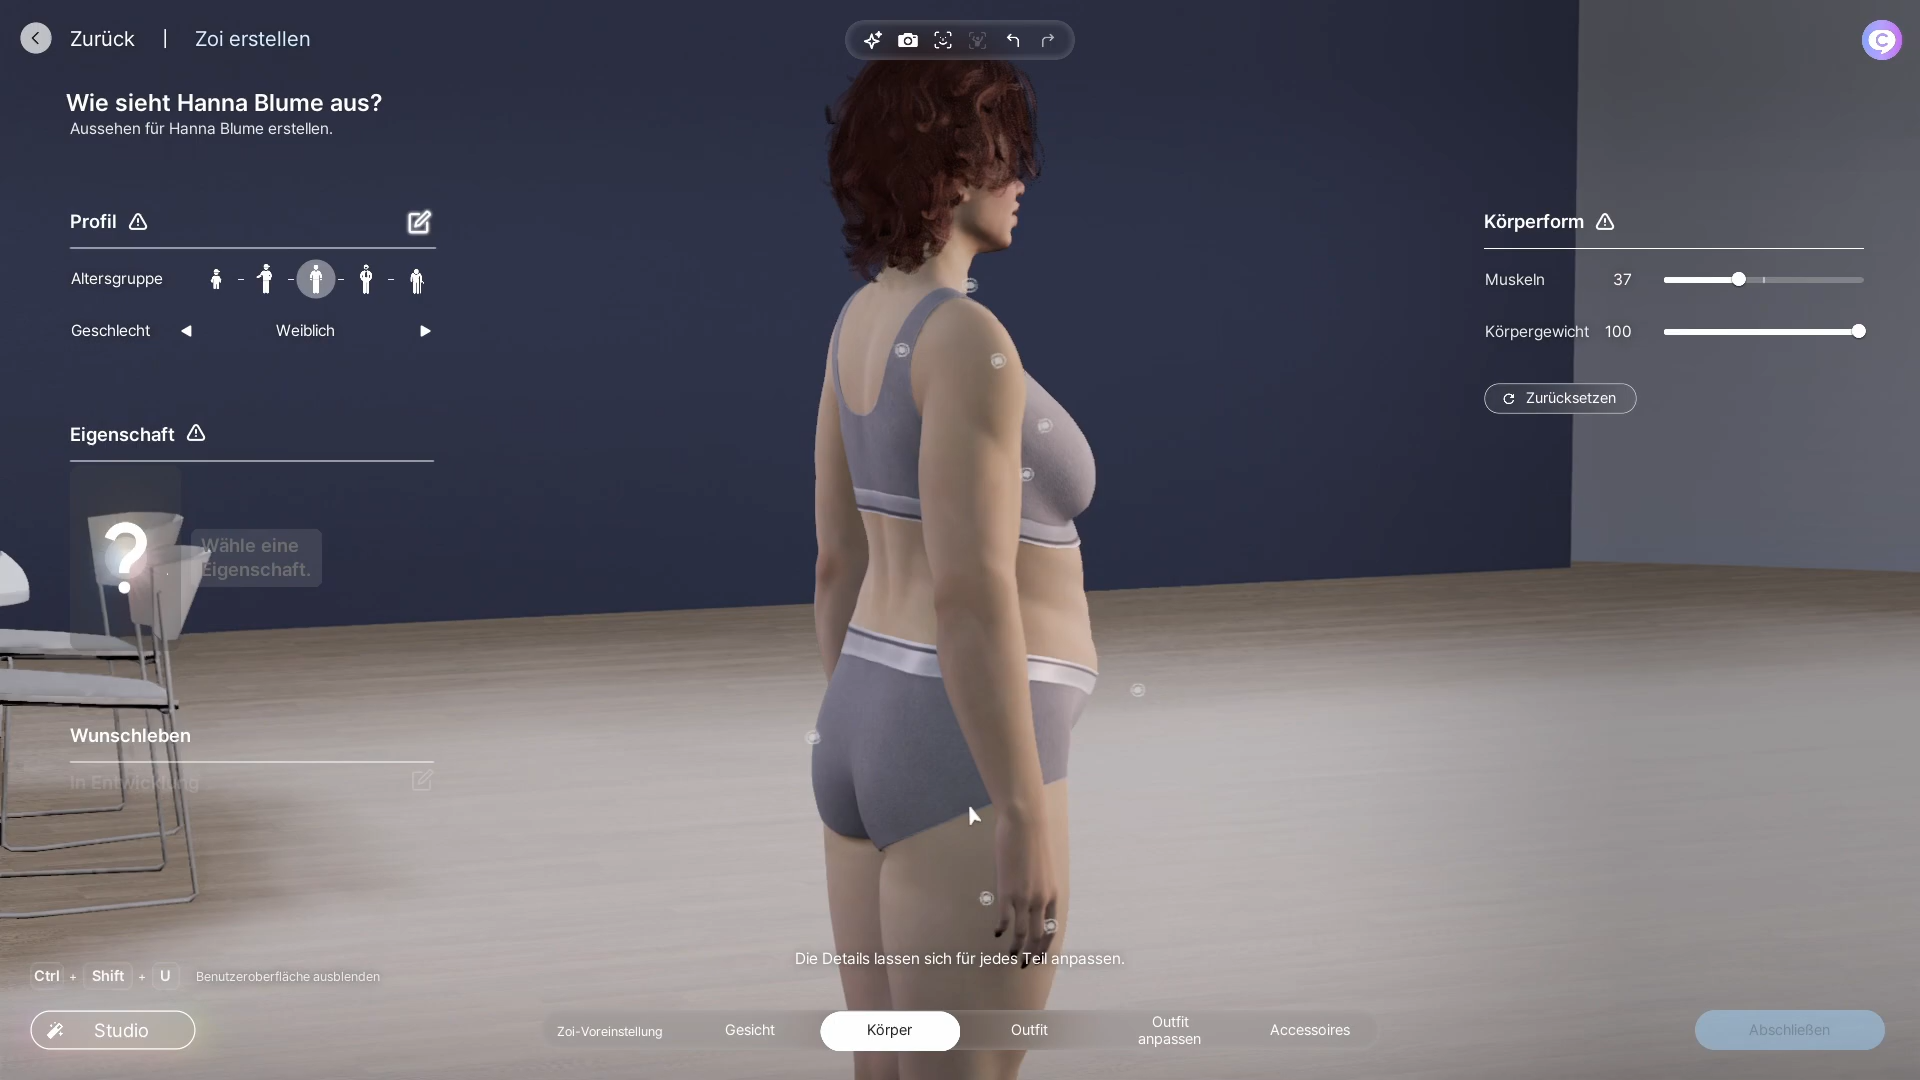 Zurück | Zoi erstellen
Wie sieht Hanna Blume aus?
Aussehen für Hanna Blume erstellen.
Profil
Altersgruppe
Geschlecht Weiblich
Eigenschaft
?
Wähle eine
Eigenschaft.
Wunschleben
In Entwicklung
Körperform
Muskeln 37
Körpergewicht 100
Zurücksetzen
Die Details lassen sich für jedes Teil anpassen.
Ctrl + Shift + U Benutzeroberfläche ausblenden
Studio
Zoi-Voreinstellung
Gesicht
Körper
Outfit
Outfit
anpassen
Accessoires
Abschließen